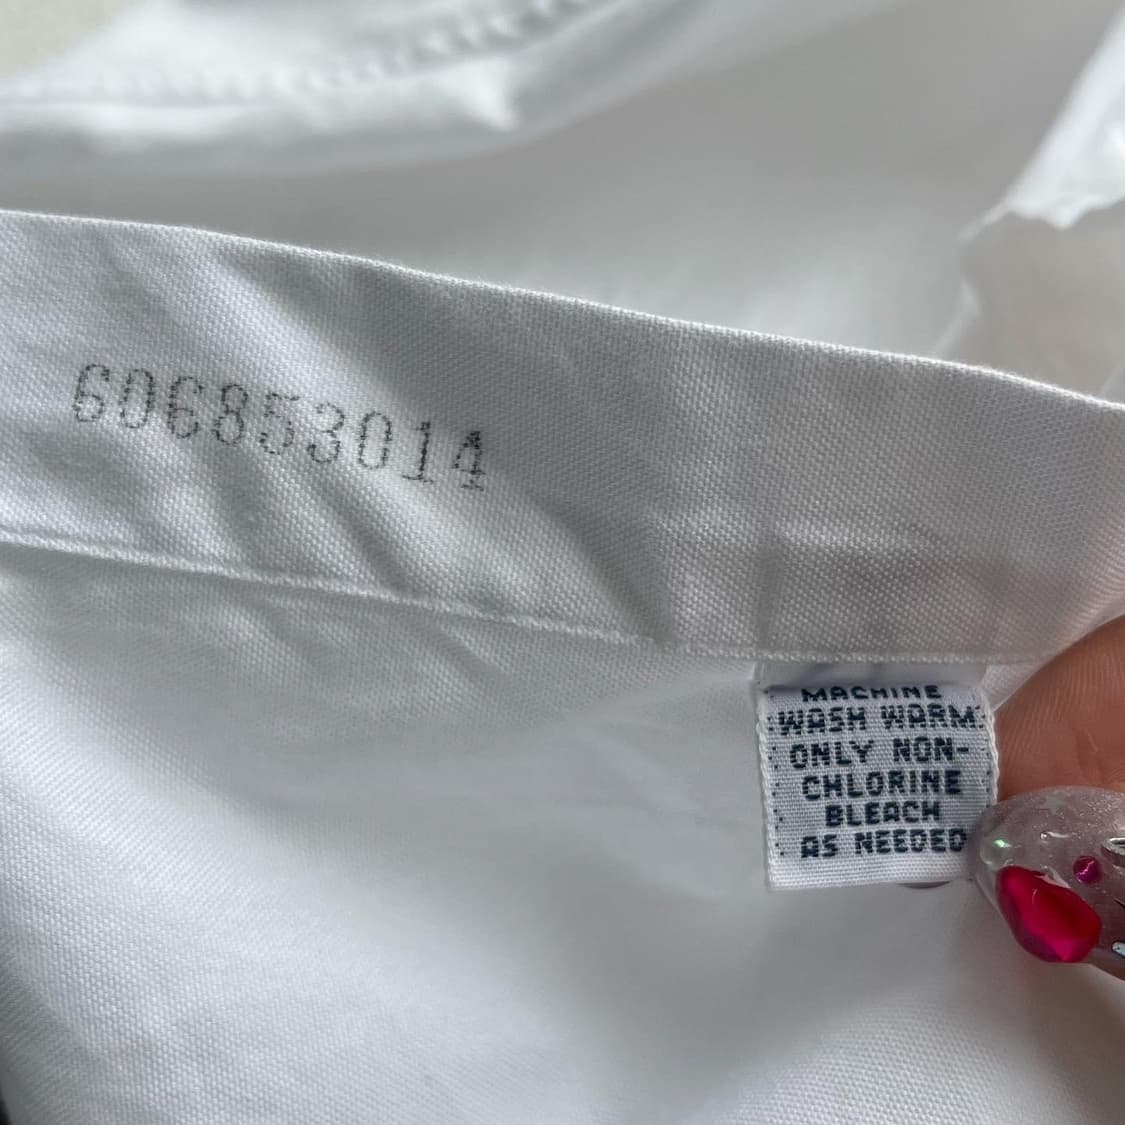 606853014
MACHINE
WASH WARM
ONLY NON-
CHLORINE
BLEACH
AS NEEDED